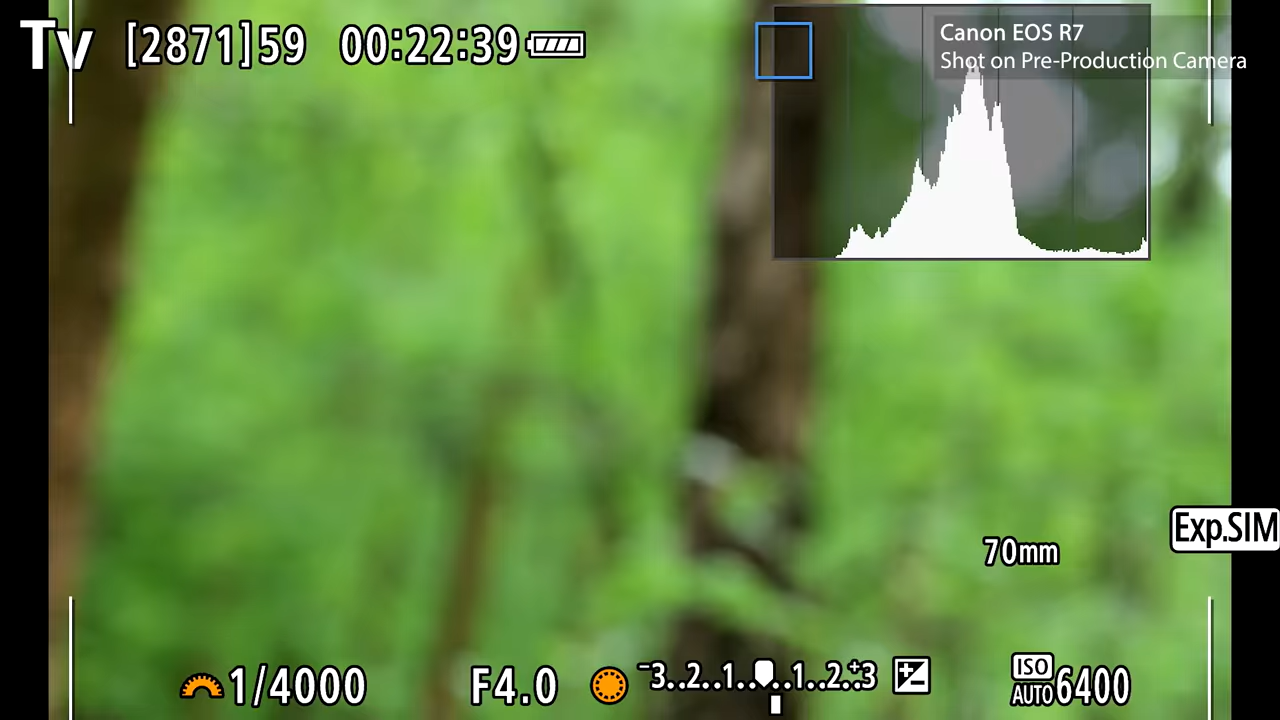 Tv [2871]59 00:22:39
Canon EOS R7
Shot on Pre-Production Camera
Exp.SIM
70mm
1/4000 F4.0 -3..2..1....1..2..+3 ISO AUTO 6400